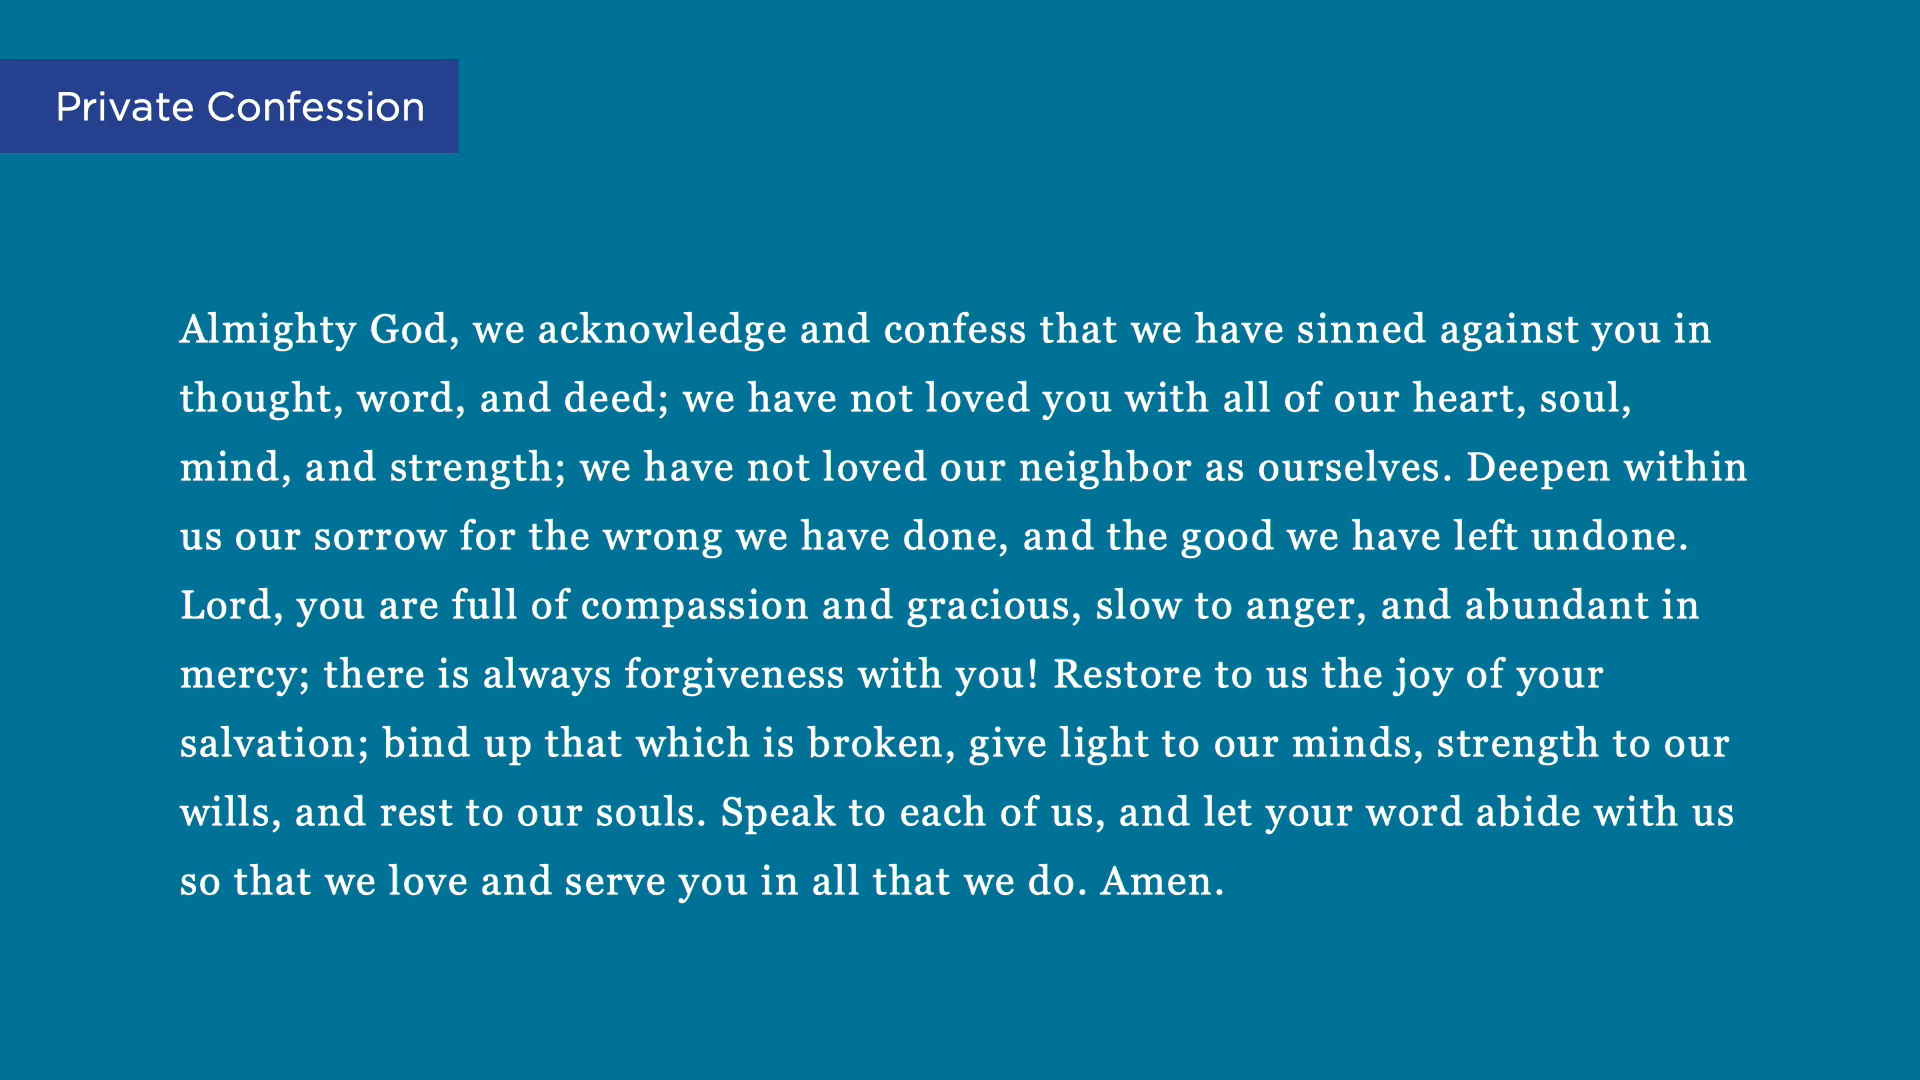 Private Confession
Almighty God, we acknowledge and confess that we have sinned against you in
thought, word, and deed; we have not loved you with all of our heart, soul,
mind, and strength; we have not loved our neighbor as ourselves. Deepen within
us our sorrow for the wrong we have done, and the good we have left undone.
Lord, you are full of compassion and gracious, slow to anger, and abundant in
mercy; there is always forgiveness with you! Restore to us the joy of your
salvation; bind up that which is broken, give light to our minds, strength to our
wills, and rest to our souls. Speak to each of us, and let your word abide with us
so that we love and serve you in all that we do. Amen.